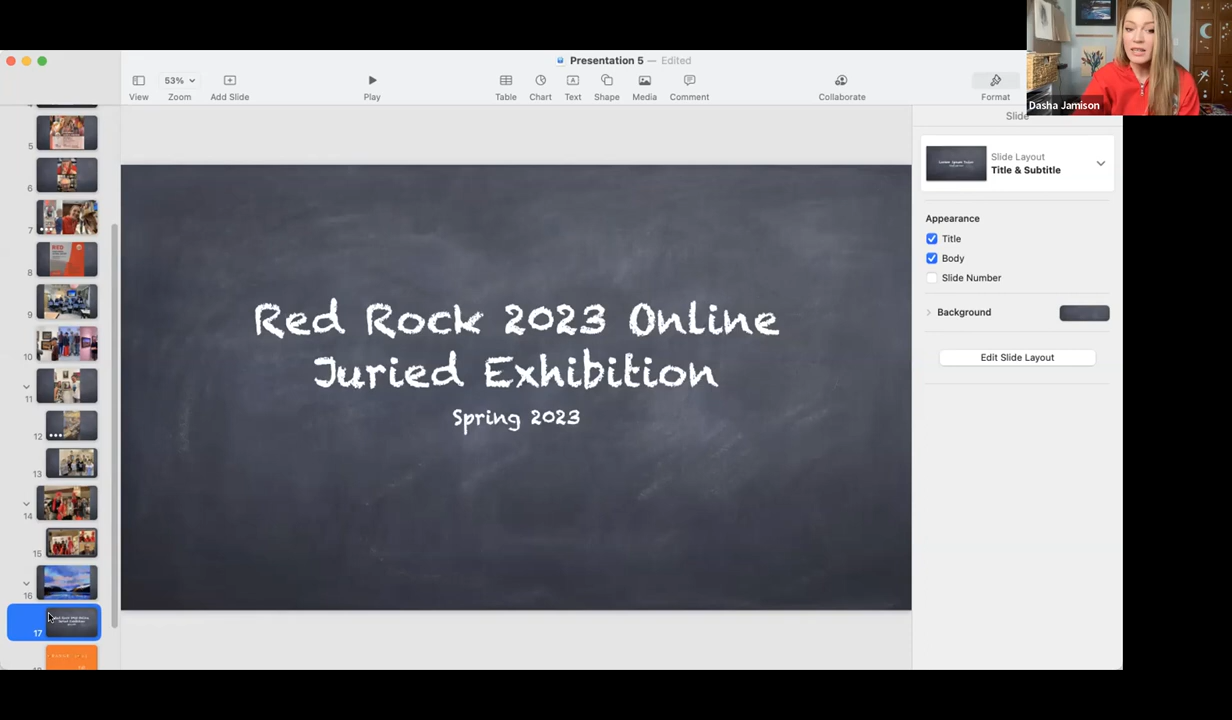 Presentation 5 — Edited
View
53%
Zoom
Add Slide
Play
Table
Chart
Text
Shape
Media
Comment
Collaborate
Format
Dasha Jamison
Slide
Slide Layout
Title & Subtitle
Appearance
Title
Body
Slide Number
Background
Edit Slide Layout
5
6
7
8
RED
9
10
11
12
13
14
15
16
17
Red Rock 2023 Online
Juried Exhibition
Spring 2023